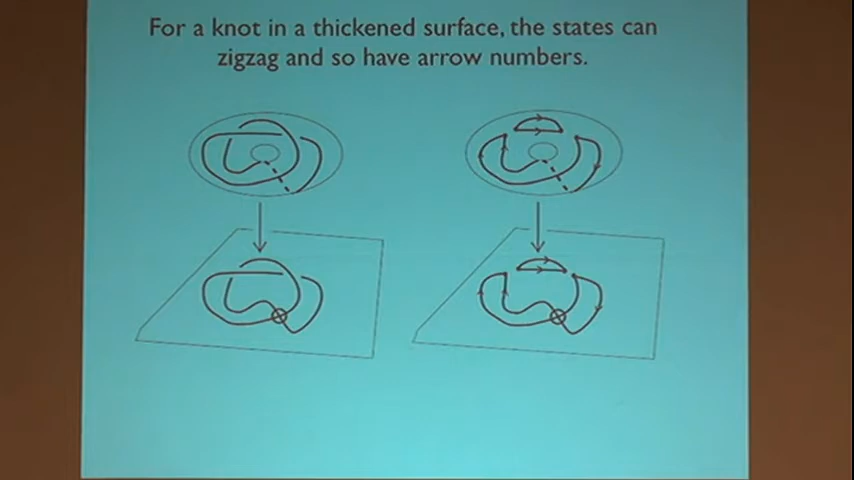 For a knot in a thickened surface, the states can
zigzag and so have arrow numbers.